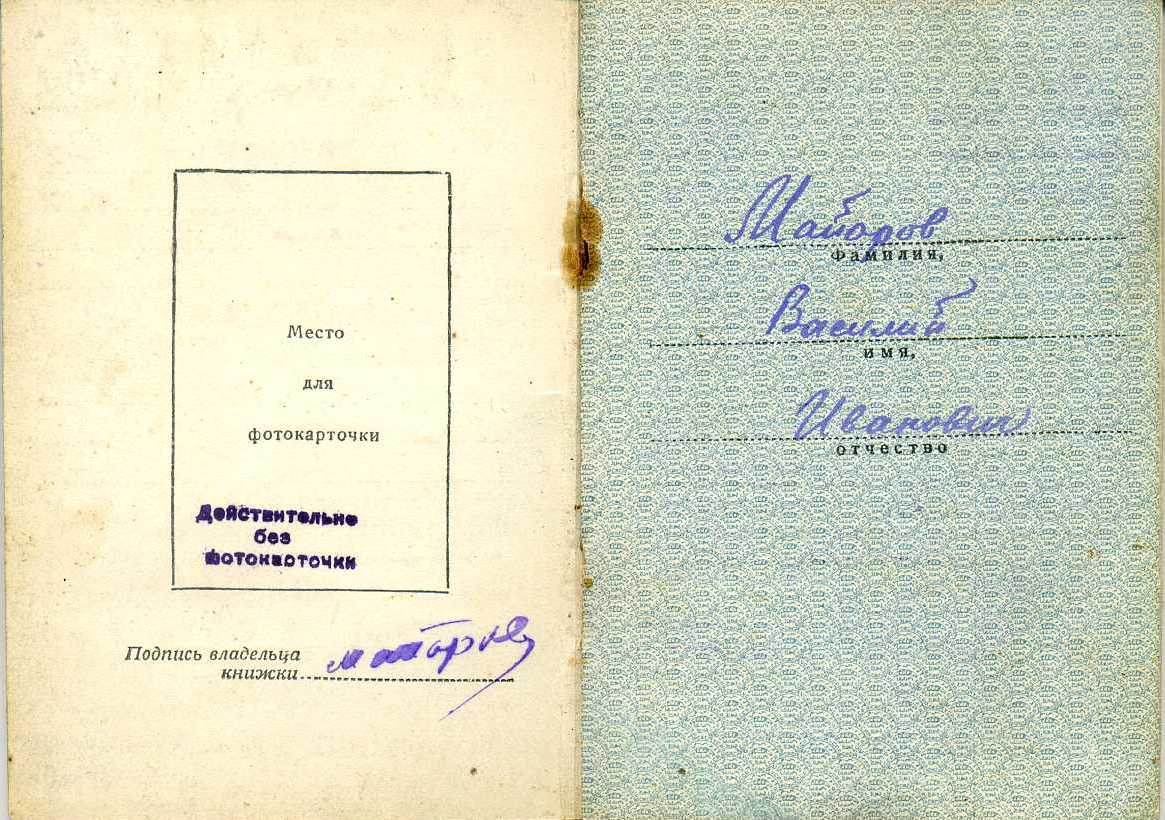 Место
для
фотокарточки
Действительно
без
фотокарточки
Подпись владельца
книжки
Майоров
Фамилия,
Василий
имя,
Иванович
отчество